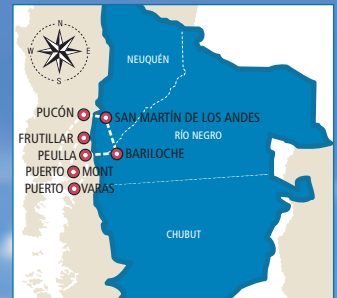 N
W E
S
NEUQUÉN
PUCÓN
SAN MARTÍN DE LOS ANDES
RÍO NEGRO
FRUTILLAR
PEULLA
BARILOCHE
PUERTO MONT
PUERTO VARAS
CHUBUT